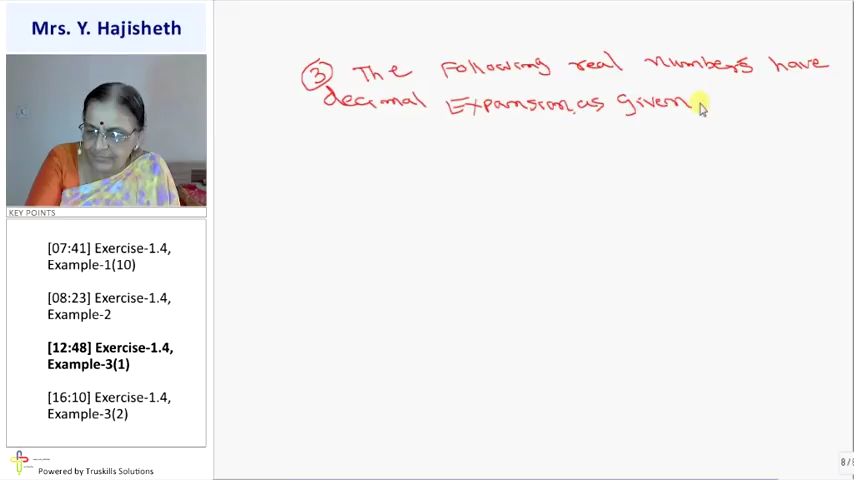 Mrs. Y. Hajisheth
KEY POINTS
[07:41] Exercise-1.4,
Example-1(10)
[08:23] Exercise-1.4,
Example-2
[12:48] Exercise-1.4,
Example-3(1)
[16:10] Exercise-1.4,
Example-3(2)
Powered by Truskills Solutions
3 The following real numbers have
decimal Expansion as given